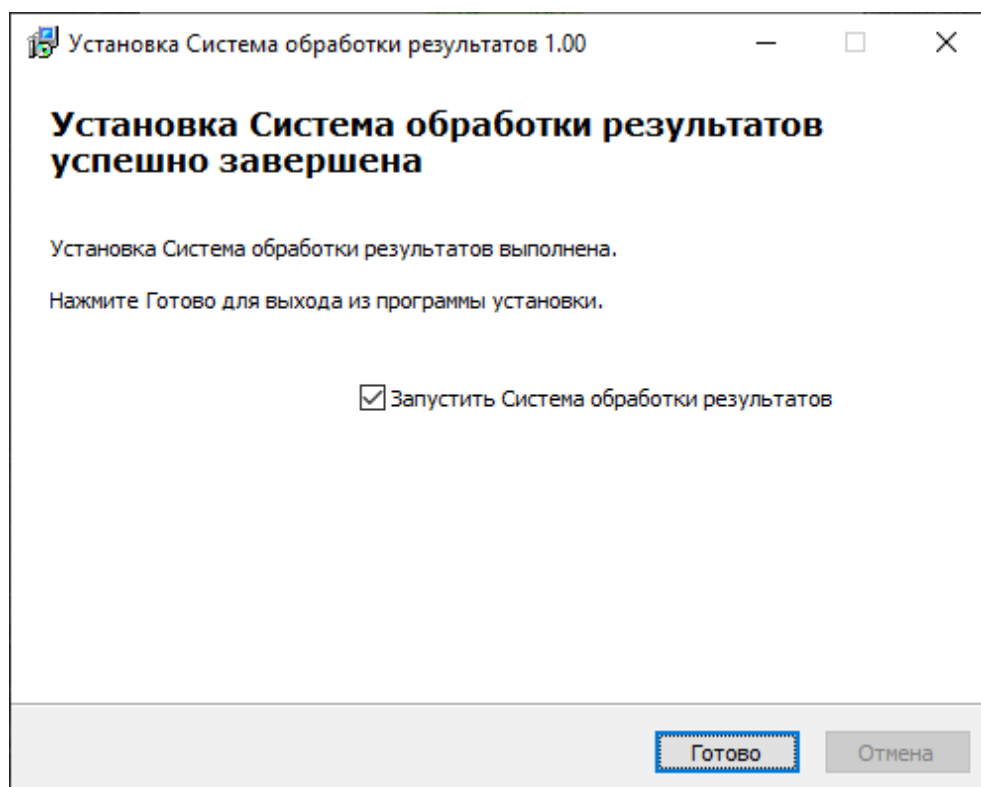 Установка Система обработки результатов 1.00
Установка Система обработки результатов
успешно завершена
Установка Система обработки результатов выполнена.
Нажмите Готово для выхода из программы установки.
Запустить Система обработки результатов
Готово
Отмена